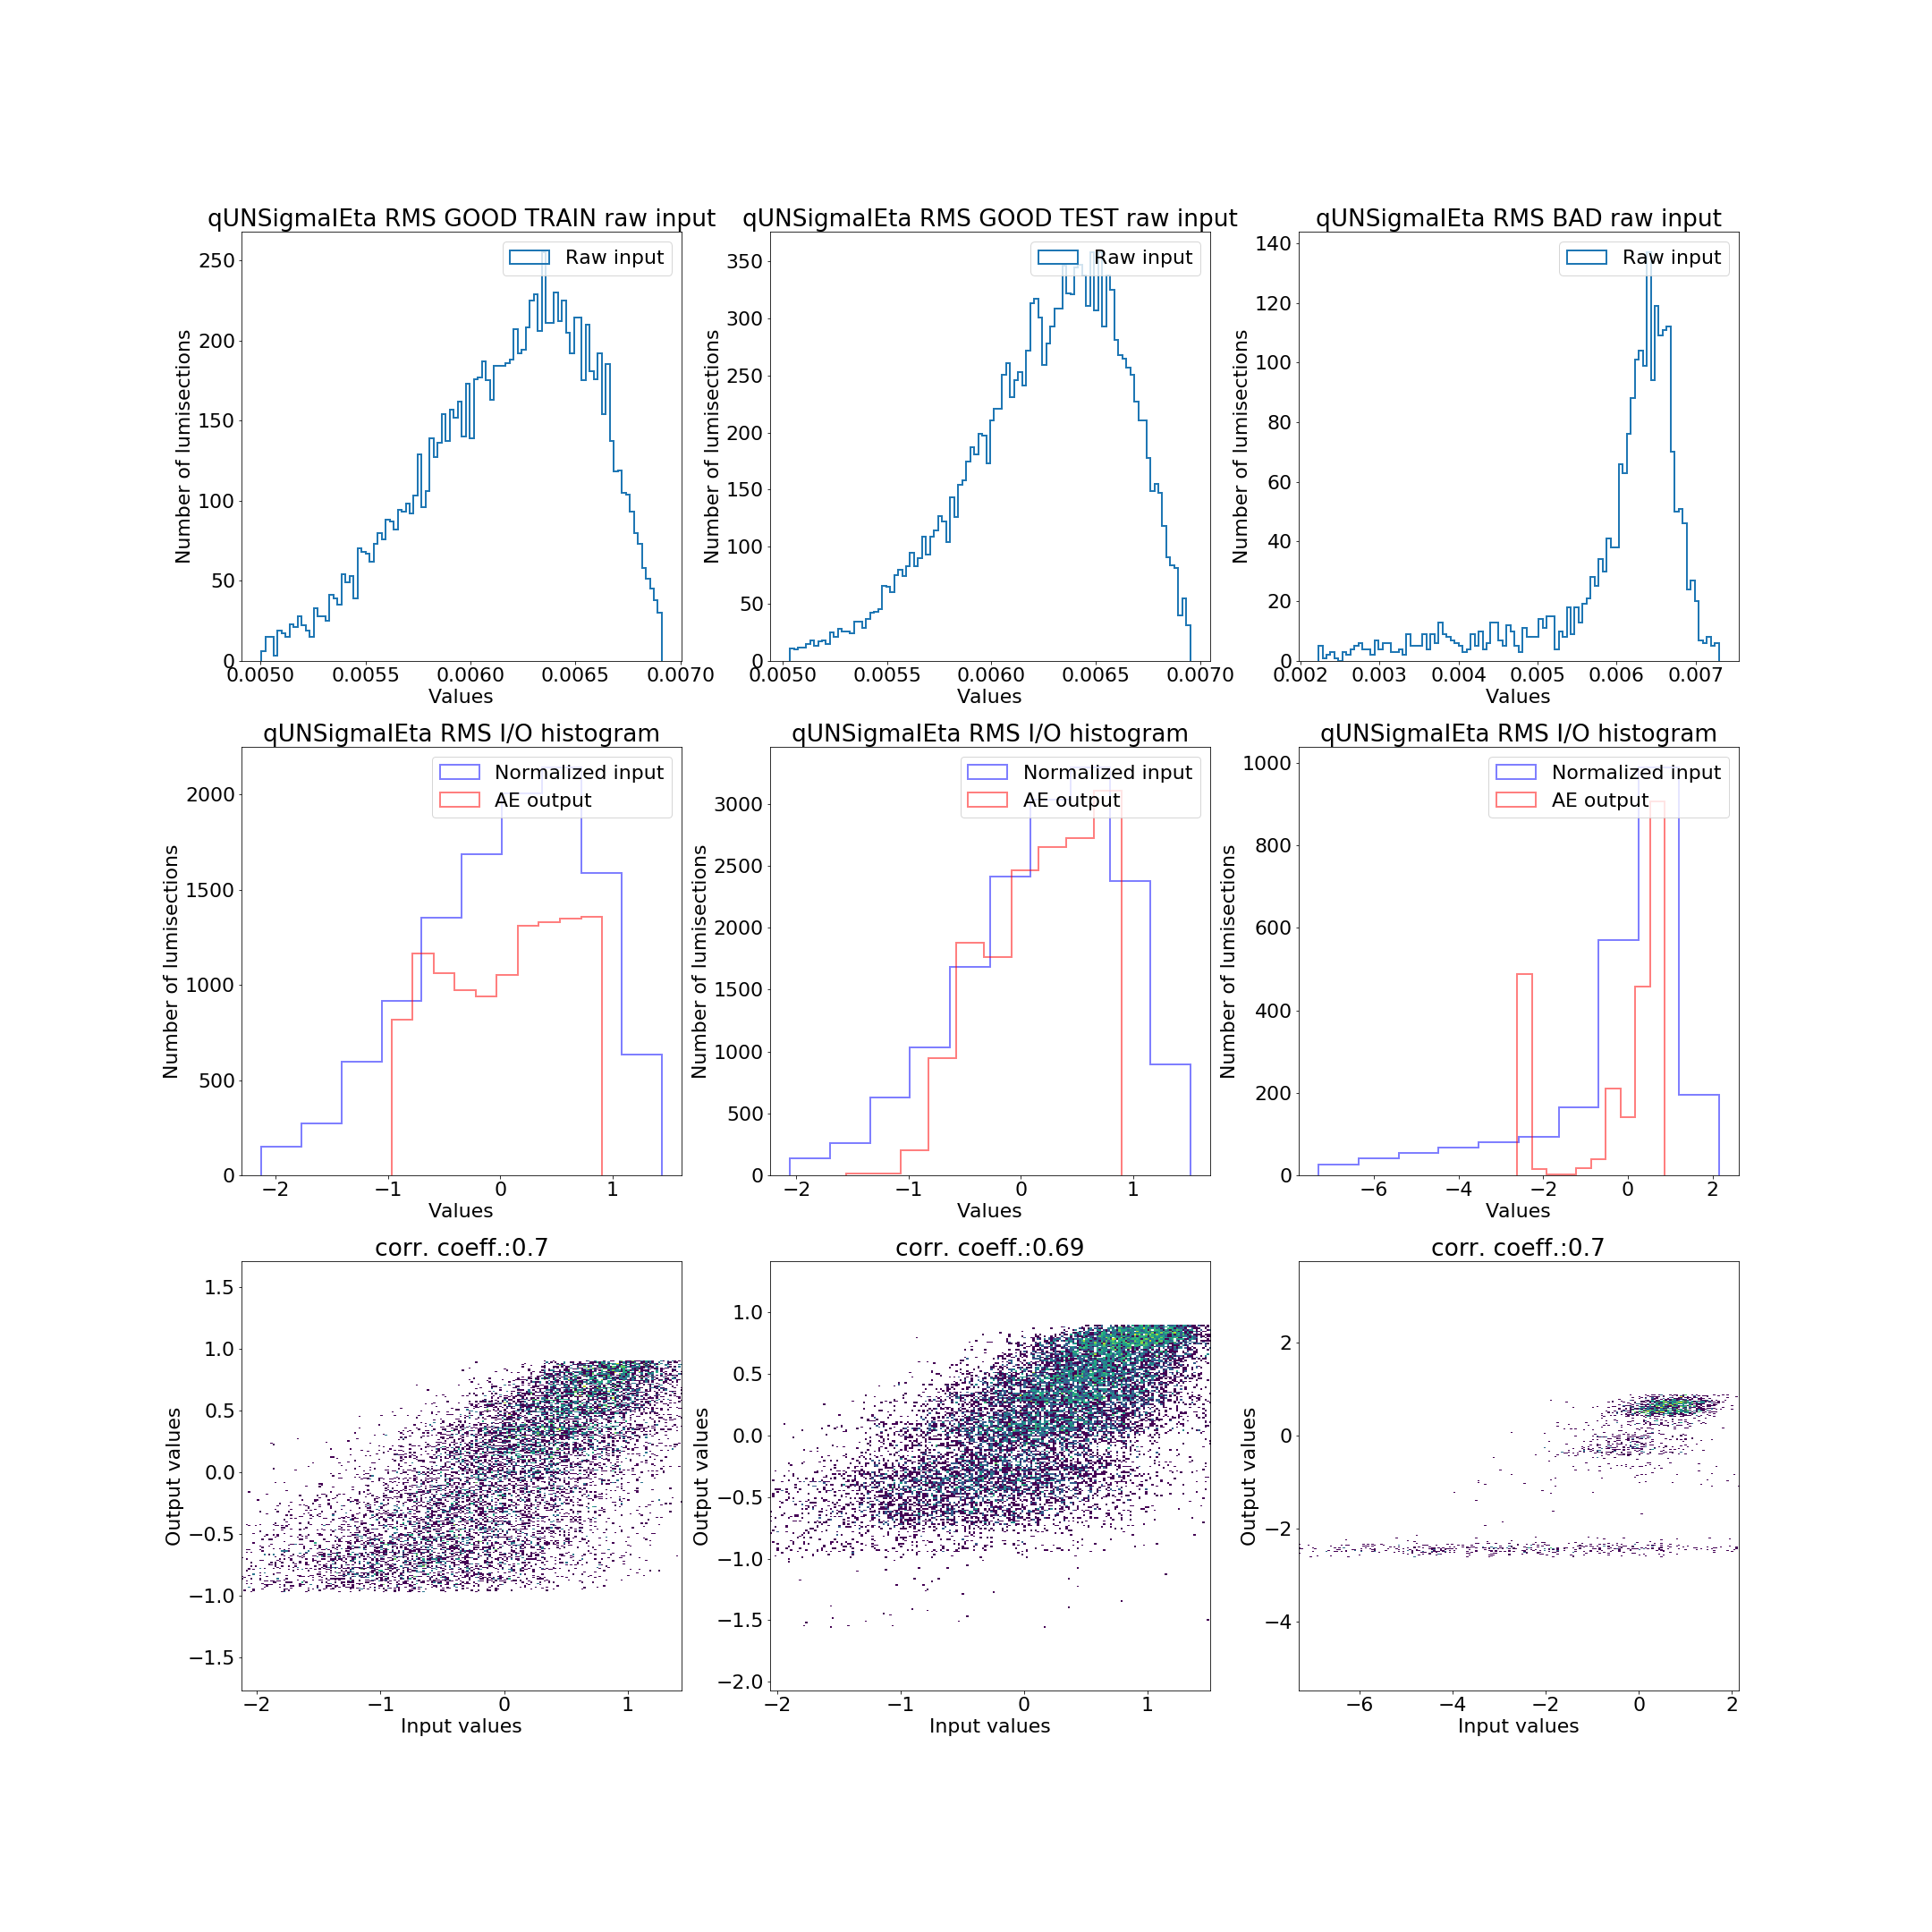 qUNSigmaIEta RMS GOOD TRAIN raw input
Number of lumisections
250
200
150
100
50
0
Raw input
0.0050 0.0055 0.0060 0.0065 0.0070
Values
qUNSigmaIEta RMS GOOD TEST raw input
Number of lumisections
350
300
250
200
150
100
50
0
Raw input
0.0050 0.0055 0.0060 0.0065 0.0070
Values
qUNSigmaIEta RMS BAD raw input
Number of lumisections
140
120
100
80
60
40
20
0
Raw input
0.002 0.003 0.004 0.005 0.006 0.007
Values
qUNSigmaIEta RMS I/O histogram
Number of lumisections
2000
1500
1000
500
0
Normalized input
AE output
−2 −1 0 1
Values
qUNSigmaIEta RMS I/O histogram
Number of lumisections
3000
2500
2000
1500
1000
500
0
Normalized input
AE output
−2 −1 0 1
Values
qUNSigmaIEta RMS I/O histogram
Number of lumisections
1000
800
600
400
200
0
Normalized input
AE output
−6 −4 −2 0 2
Values
corr. coeff.:0.7
Output values
1.5
1.0
0.5
0.0
−0.5
−1.0
−1.5
−2 −1 0 1
Input values
corr. coeff.:0.69
Output values
1.0
0.5
0.0
−0.5
−1.0
−1.5
−2.0
−2 −1 0 1
Input values
corr. coeff.:0.7
Output values
2
0
−2
−4
−6 −4 −2 0 2
Input values